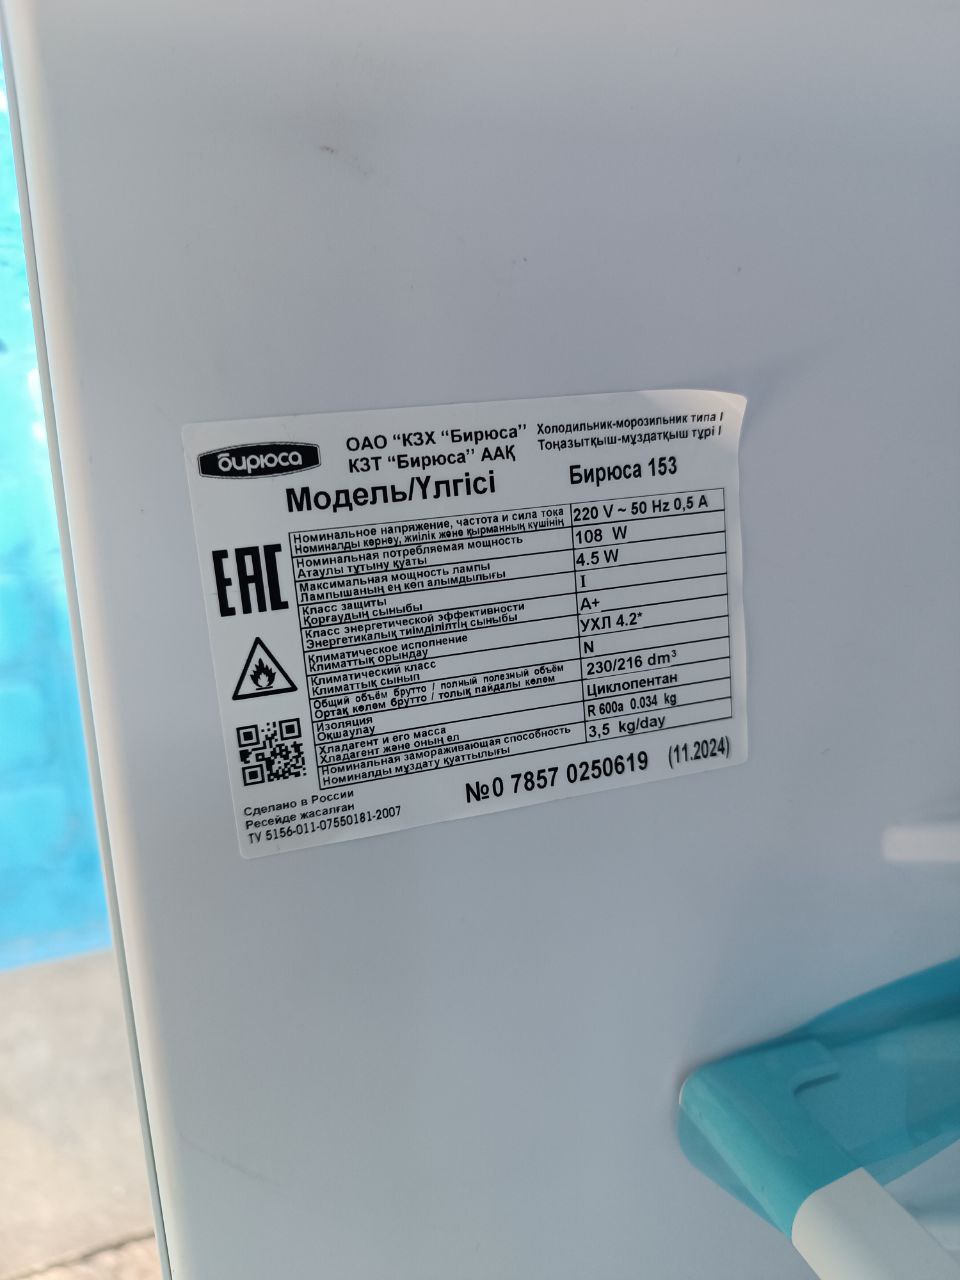 бирюса
ОАО "КЗХ "Бирюса"
КЗТ "Бирюса" ААҚ
Холодильник-морозильник типа I
Тоңазытқыш-мұздатқыш түрі I
Модель/Үлгісі
Бирюса 153
EAC
Номинальное напряжение, частота и сила тока
Номиналды кернеу, жиілік және қырманның күшінің
220 V ~ 50 Hz 0,5 A
Номинальная потребляемая мощность
Атаулы тұтыну қуаты
108 W
Максимальная мощность лампы
Лампышаның ең көп алымдылығы
4.5 W
Класс защиты
Қорғаудың сыныбы
I
Класс энергетической эффективности
Энергетикалық тиімділілтің сыныбы
A+
Климатическое исполнение
Климаттық орындау
УХЛ 4.2*
Климатический класс
Климаттық сынып
N
Общий объём брутто / полный полезный объём
Ортақ көлем брутто / толық пайдалы көлем
230/216 dm³
Изоляция
Оқшаулау
Циклопентан
Хладагент и его масса
Хладагент және оның ел
R 600a 0.034 kg
Номинальная замораживающая способность
Номиналды мұздату қуаттылығы
3,5 kg/day
Сделано в России
Ресейде жасалған
ТУ 5156-011-07550181-2007
№0 7857 0250619 (11.2024)